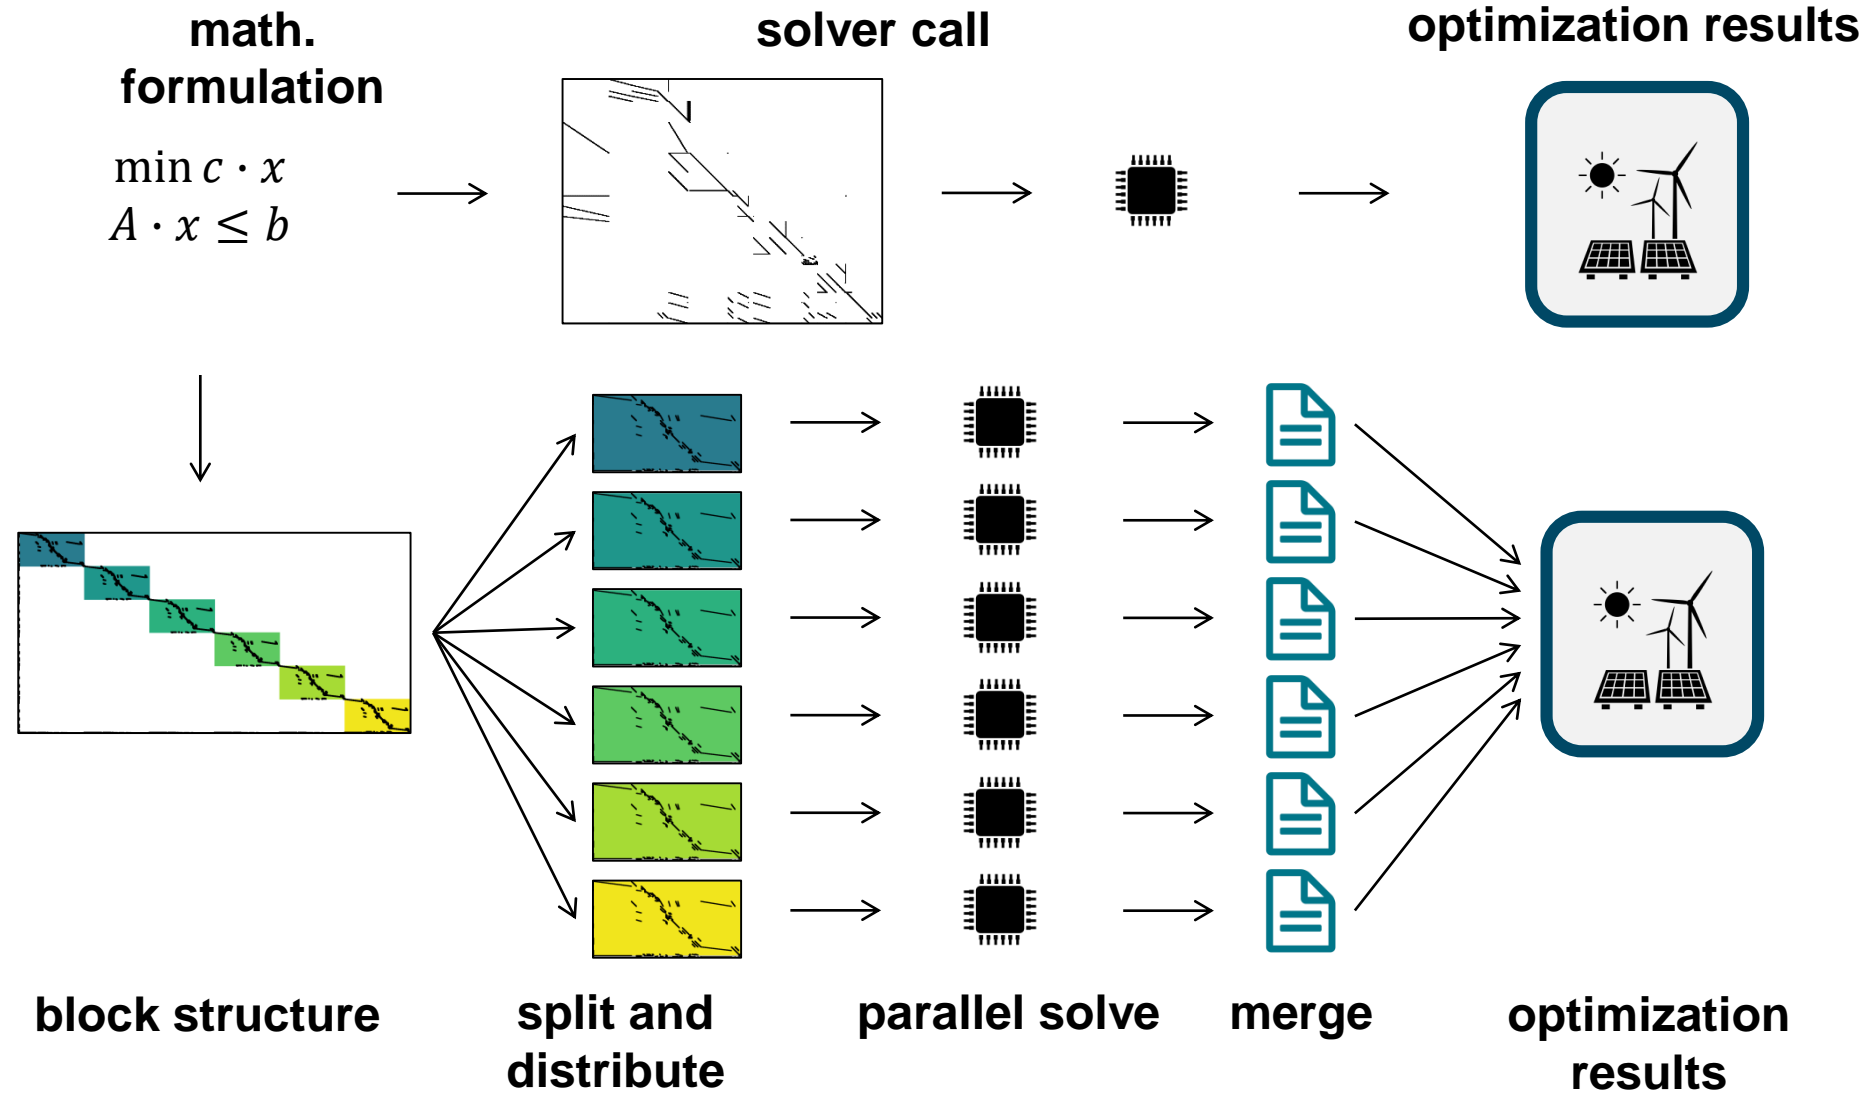 math.
formulation
solver call
optimization results
min c · x
A · x ≤ b
block structure
split and
distribute
parallel solve
merge
optimization
results